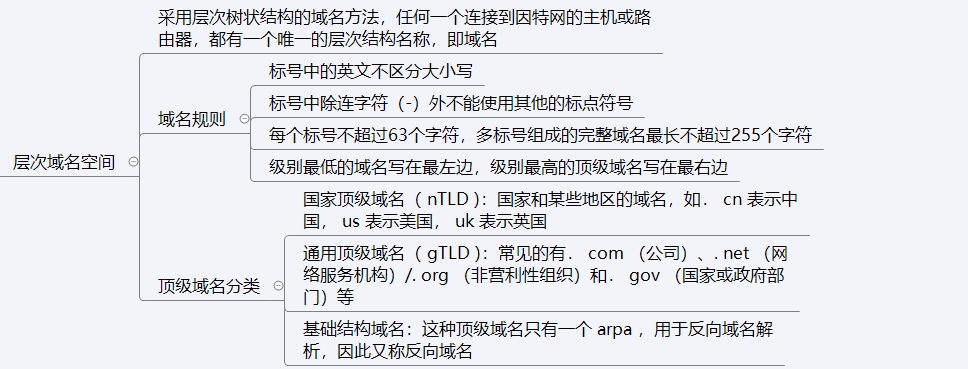 采用层次树状结构的域名方法，任何一个连接到因特网的主机或路
由器，都有一个唯一的层次结构名称，即域名
标号中的英文不区分大小写
域名规则
标号中除连字符（-）外不能使用其他的标点符号
每个标号不超过63个字符，多标号组成的完整域名最长不超过255个字符
层次域名空间
级别最低的域名写在最左边，级别最高的顶级域名写在最右边
国家顶级域名（ nTLD ）：国家和某些地区的域名，如． cn 表示中
国， us 表示美国， uk 表示英国
通用顶级域名（ gTLD ）：常见的有． com （公司）、. net （网
络服务机构）/. org （非营利性组织）和． gov （国家或政府部
门）等
顶级域名分类
基础结构域名：这种顶级域名只有一个 arpa ，用于反向域名解
析，因此又称反向域名